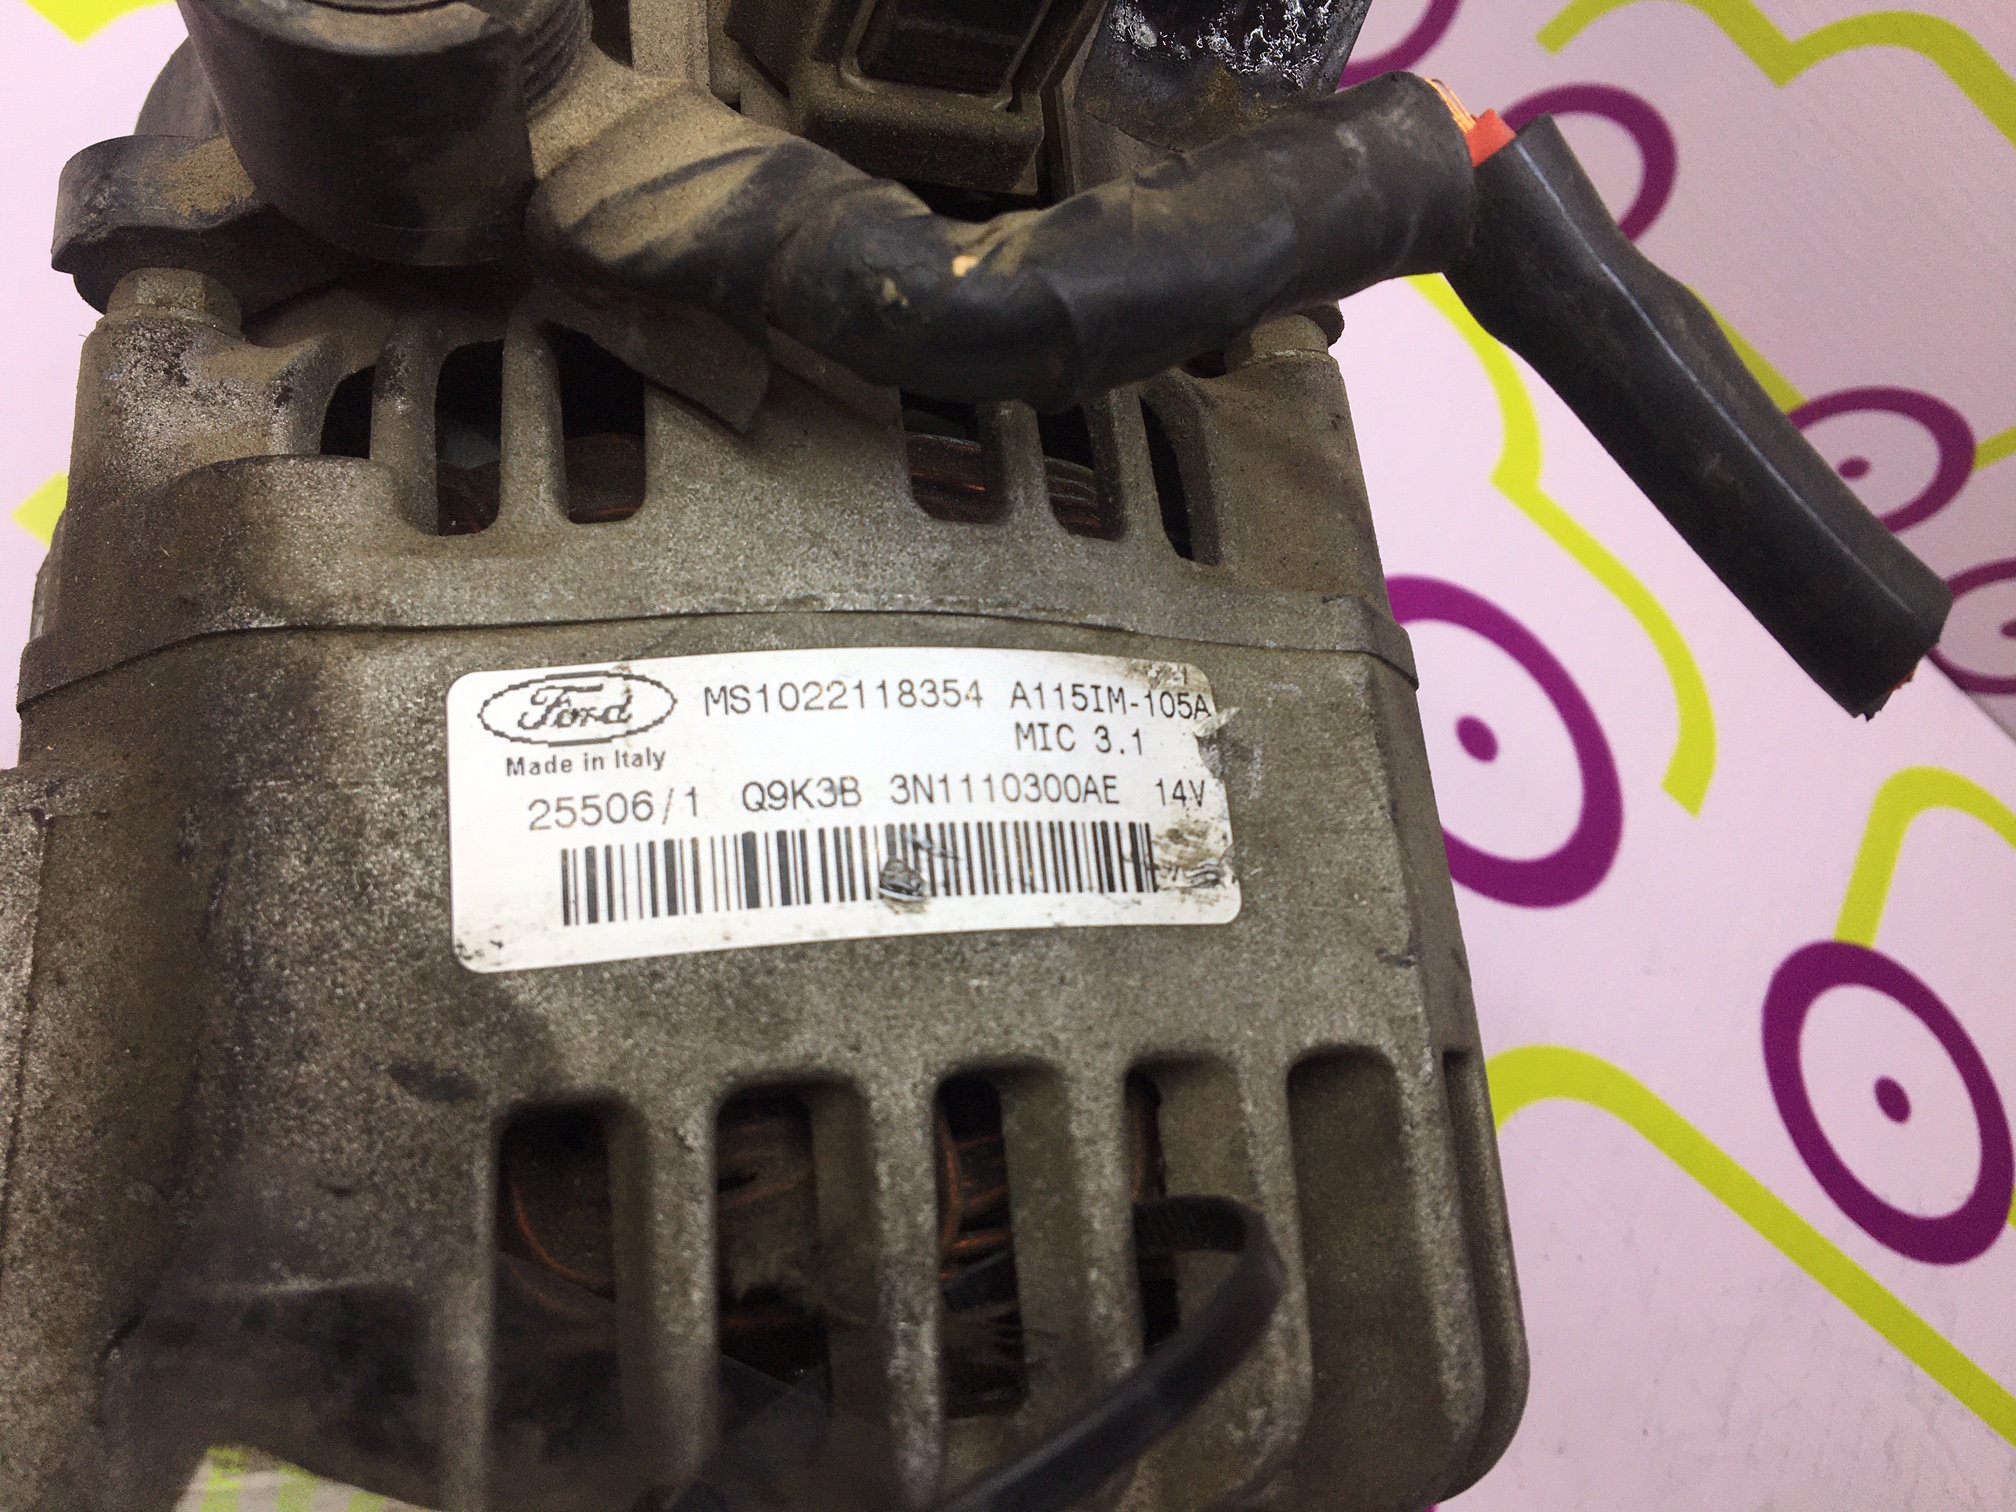 Ford MS1022118354 A115IM-105A
Made in Italy MIC 3.1
25506/1 Q9K3B 3N1110300AE 14V